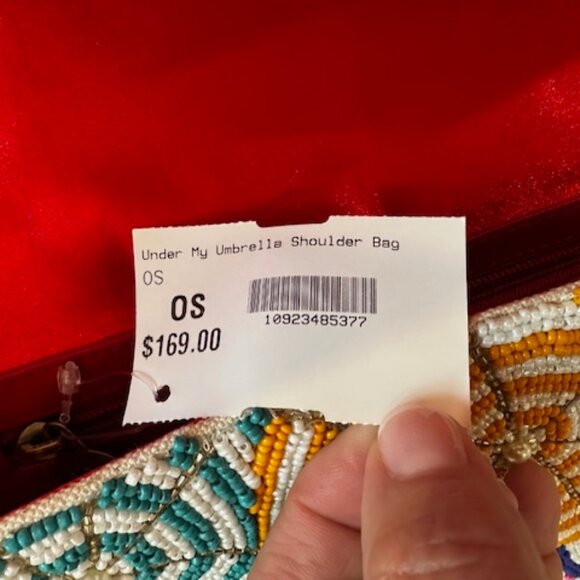 Under My Umbrella Shoulder Bag
OS
OS
10923485377
$169.00